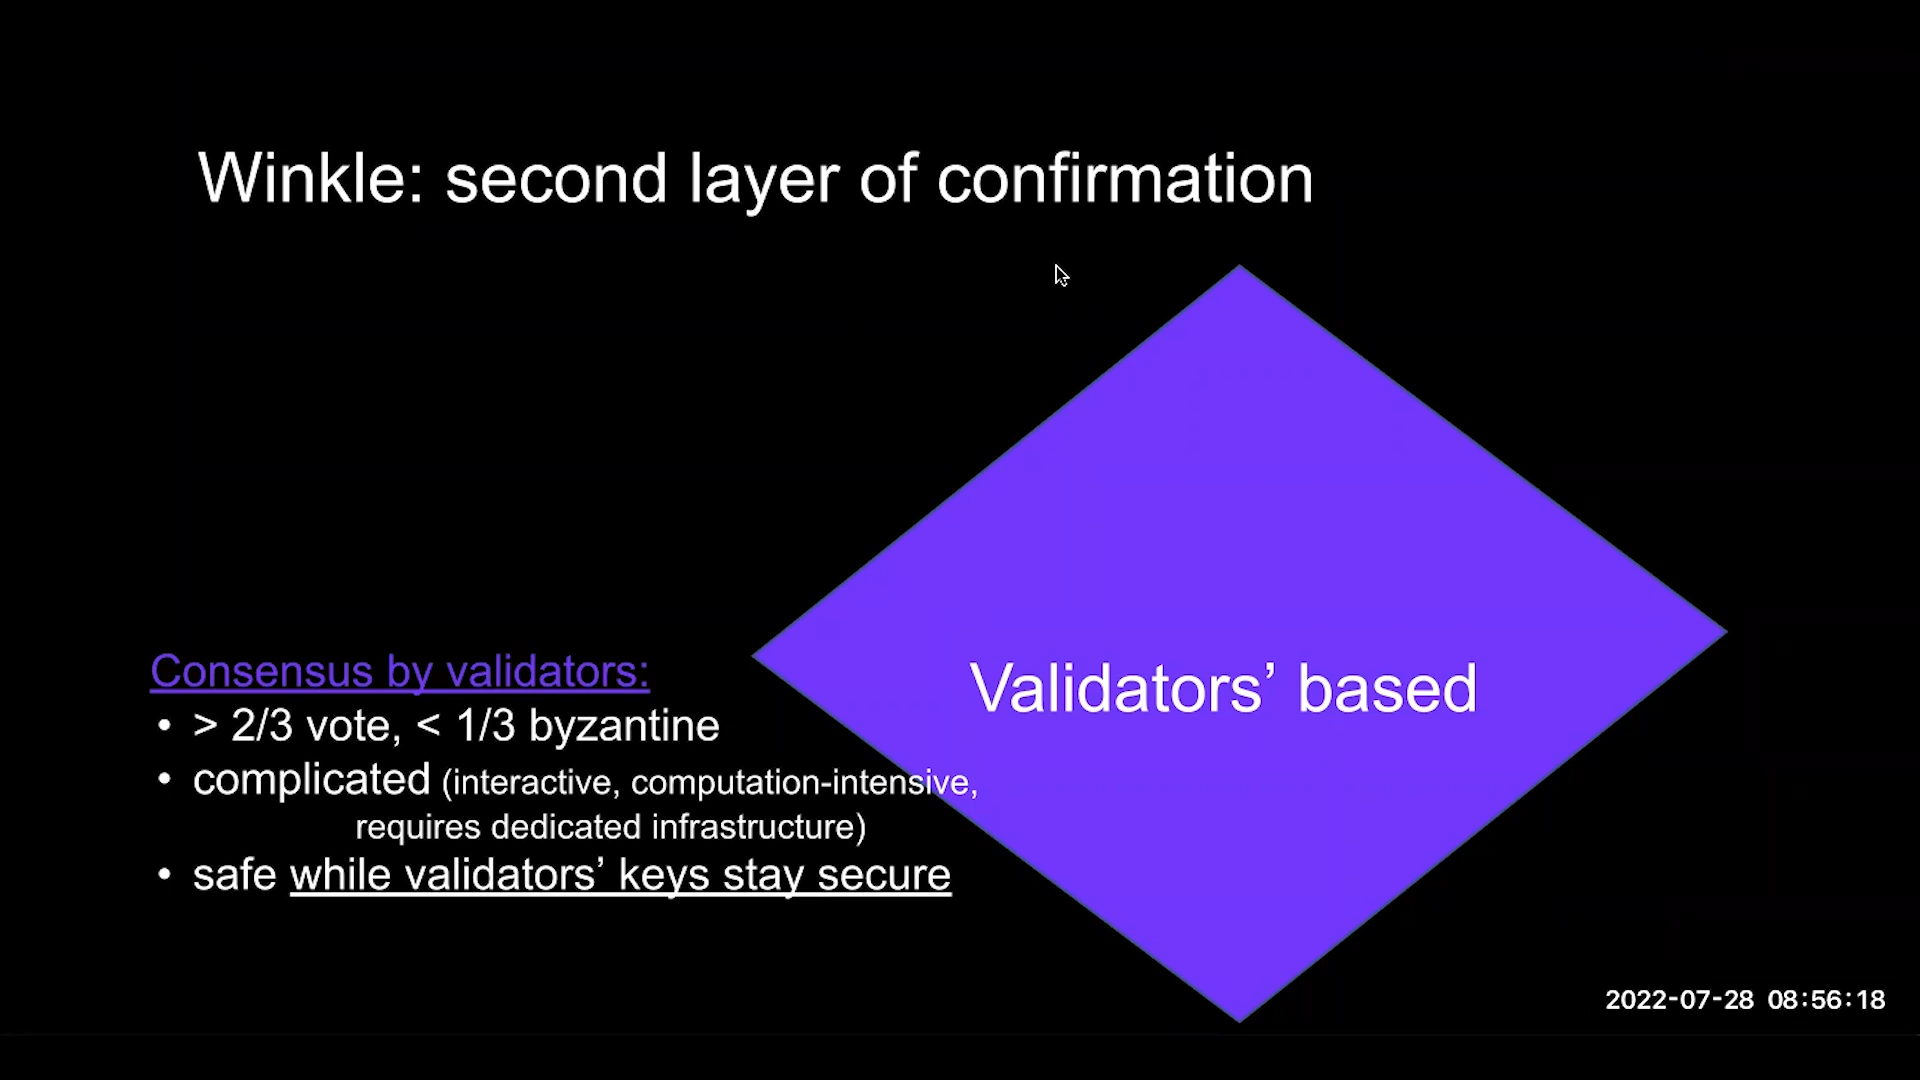 Winkle: second layer of confirmation
Consensus by validators:
• > 2/3 vote, < 1/3 byzantine
• complicated (interactive, computation-intensive,
requires dedicated infrastructure)
• safe while validators’ keys stay secure
Validators’ based
2022-07-28 08:56:18